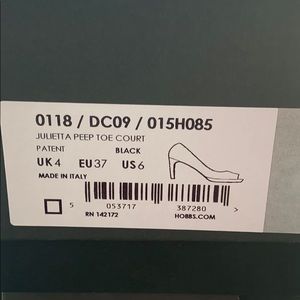 0118 / DC09 / 015H085
JULIETTA PEEP TOE COURT
PATENT BLACK
UK 4 EU 37 US 6
MADE IN ITALY
5 053717 387280 >
RN 142172 HOBBS.COM